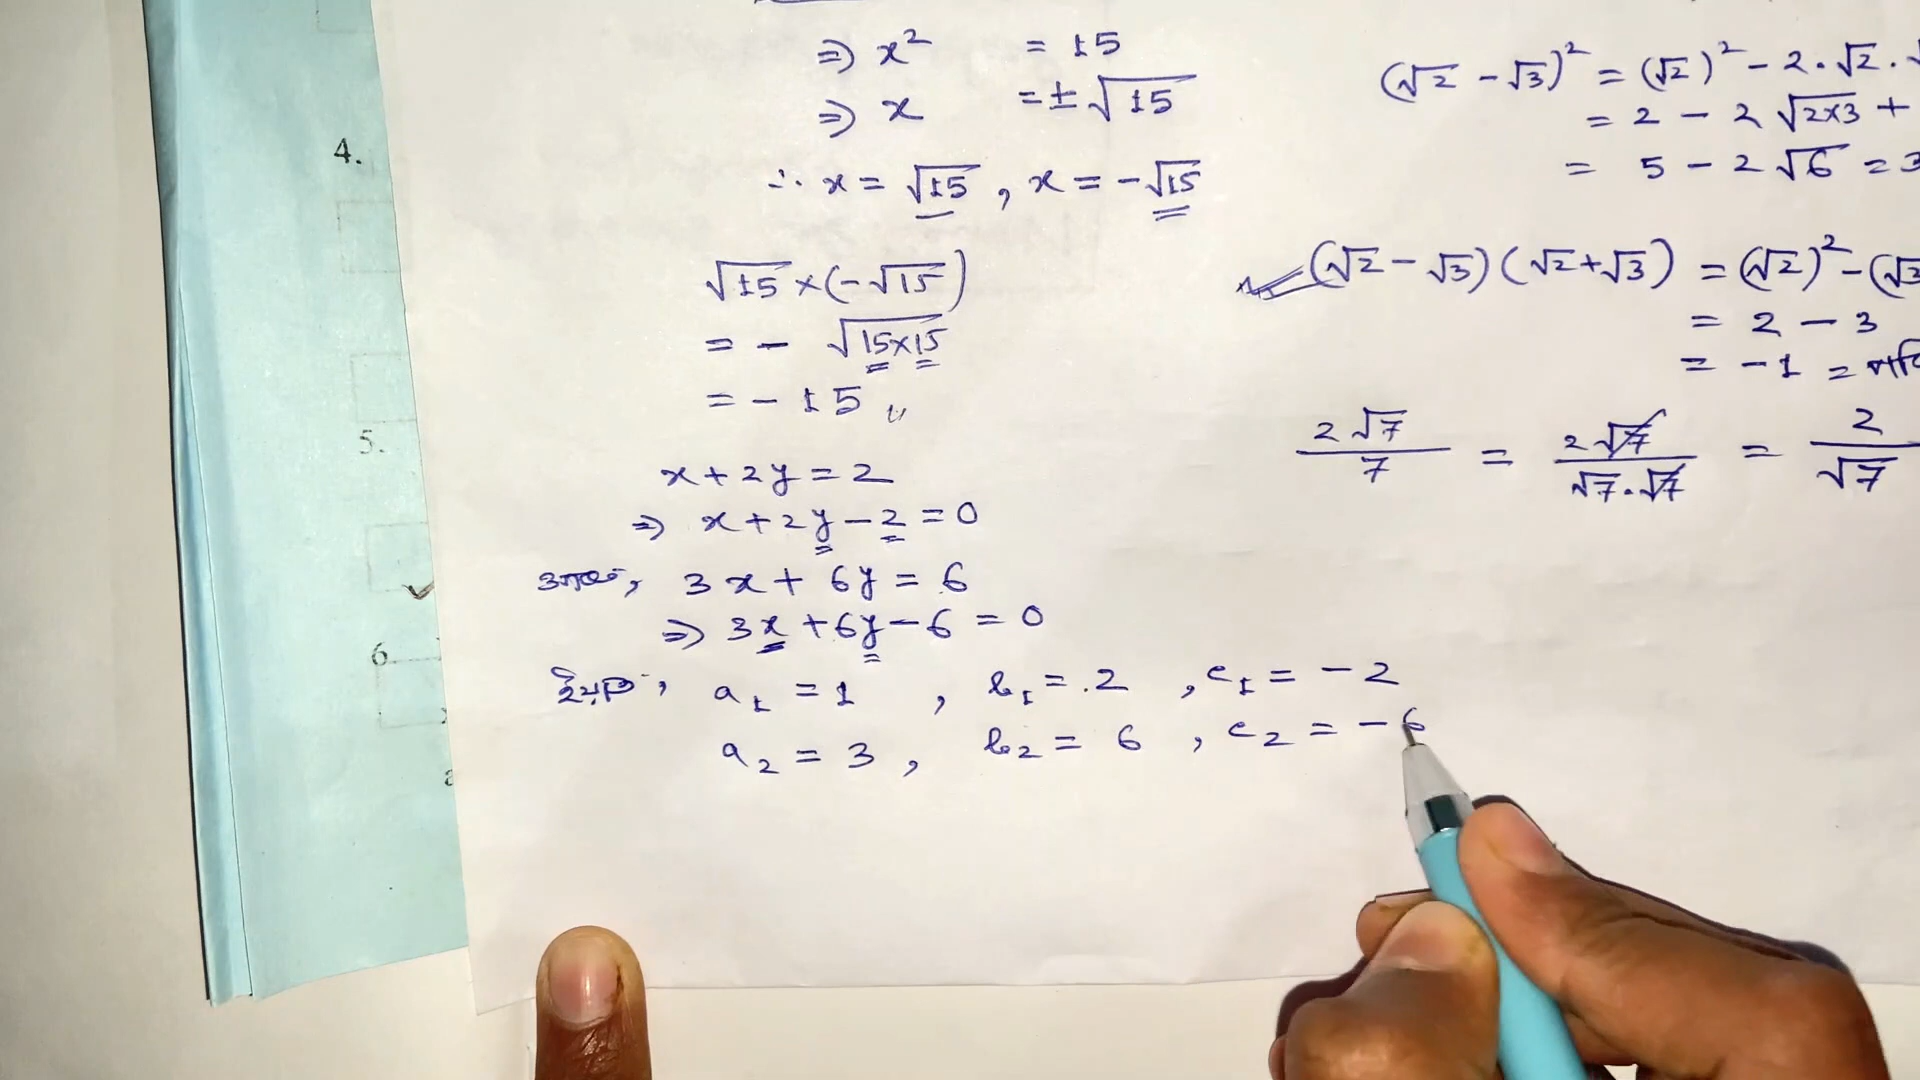 ⇒ x² = 15
⇒ x = ±√15
∴ x = √15 , x = -√15
√15 × (-√15)
= - √15×15
= - 15
x + 2y = 2
⇒ x + 2y - 2 = 0
3x + 6y = 6
⇒ 3x + 6y - 6 = 0
a₁ = 1 , b₁ = 2 , c₁ = -2
a₂ = 3 , b₂ = 6 , c₂ = -6
(√2 - √3)² = (√2)² - 2.√2.√
= 2 - 2√2×3 +
= 5 - 2√6 = 3
(√2 - √3)(√2+√3) = (√2)² - (√3
= 2 - 3
= -1 =
2√7/7 = 2√7/√7.√7 = 2/√7
4.
5.
6